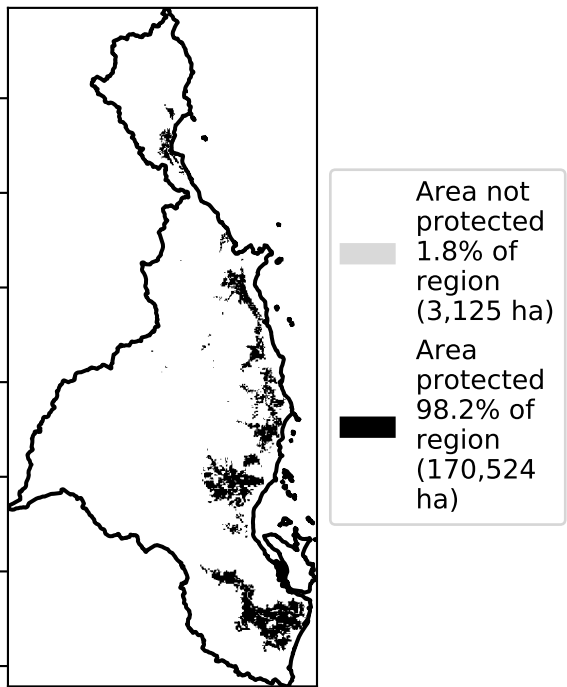 Area not
protected
1.8% of
region
(3,125 ha)
Area
protected
98.2% of
region
(170,524
ha)